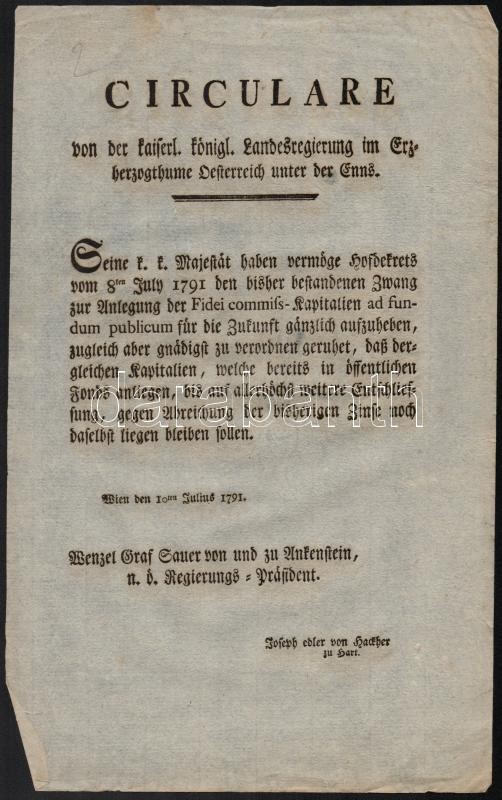 2
CIRCULARE
von der kaiserl. königl. Landesregierung im Erz-
herzogthume Oesterreich unter der Enns.
Seine k. k. Majestät haben vermöge Hofdekrets
vom 8ten July 1791 den bisher bestandenen Zwang
zur Anlegung der Fidei commiss-Kapitalien ad fun-
dum publicum für die Zukunft gänzlich aufzuheben,
zugleich aber gnädigst zu verordnen geruhet, daß der-
gleichen Kapitalien, welche bereits in öffentlichen
Fonds anliegen, bis auf allerhöchst weitere Entschlies-
sung, gegen Abreichung der bisherigen Zinse noch
daselbst liegen bleiben sollen.
darabanth
Wien den 10ten Julius 1791.
Wenzel Graf Sauer von und zu Ankenstein,
n. ö. Regierungs-Präsident.
Joseph edler von Hackher
zu Hart.